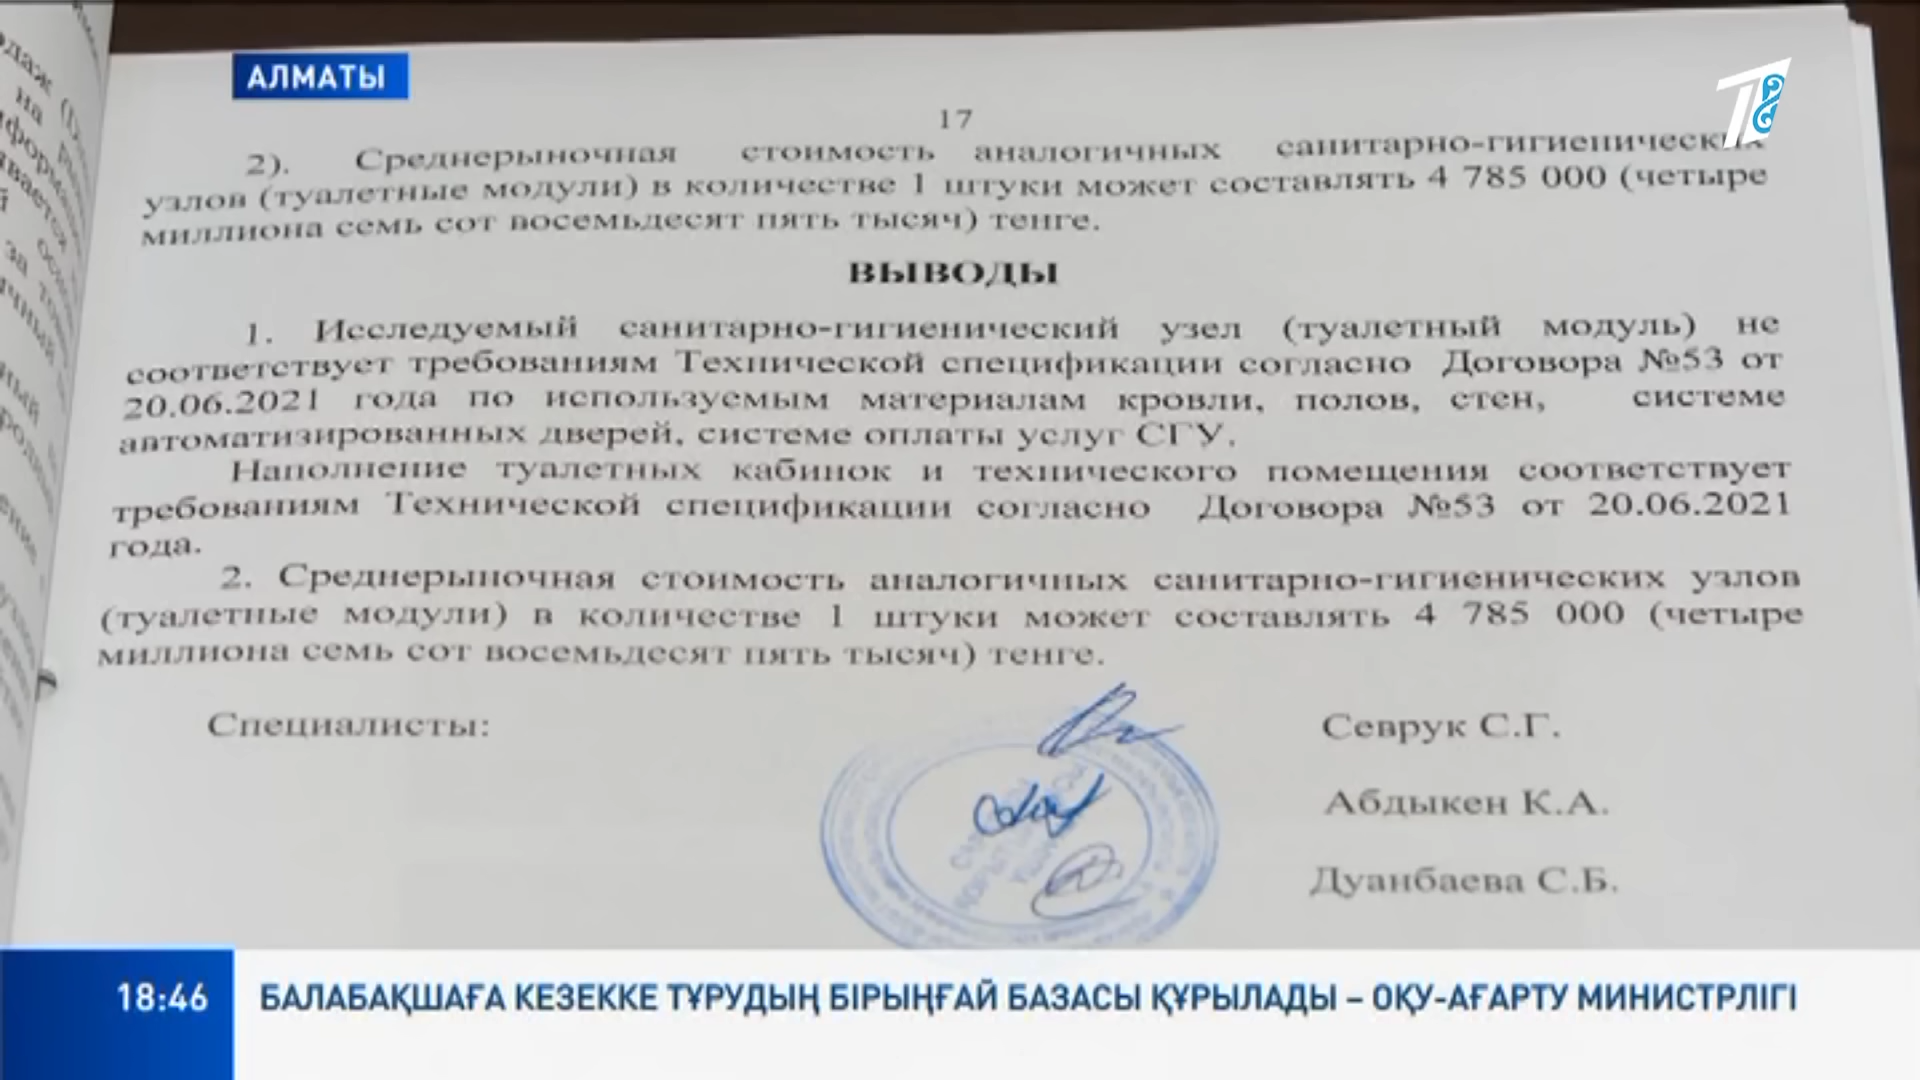 АЛМАТЫ
17
2). Среднерыночная стоимость аналогичных санитарно-гигиенических
узлов (туалетные модули) в количестве 1 штуки может составлять 4 785 000 (четыре
миллиона семь сот восемьдесят пять тысяч) тенге.
ВЫВОДЫ
1. Исследуемый санитарно-гигиенический узел (туалетный модуль) не
соответствует требованиям Технической спецификации согласно Договора №53 от
20.06.2021 года по используемым материалам кровли, полов, стен, системе
автоматизированных дверей, системе оплаты услуг СГУ.
Наполнение туалетных кабинок и технического помещения соответствует
требованиям Технической спецификации согласно Договора №53 от 20.06.2021
года.
2. Среднерыночная стоимость аналогичных санитарно-гигиенических узлов
(туалетные модули) в количестве 1 штуки может составлять 4 785 000 (четыре
миллиона семь сот восемьдесят пять тысяч) тенге.
Специалисты:
Севрук С.Г.
Абдыкен К.А.
Дуанбаева С.Б.
18:46
БАЛАБАҚШАҒА КЕЗЕККЕ ТҰРУДЫҢ БІРЫҢҒАЙ БАЗАСЫ ҚҰРЫЛАДЫ – ОҚУ-АҒАРТУ МИНИСТРЛІГІ